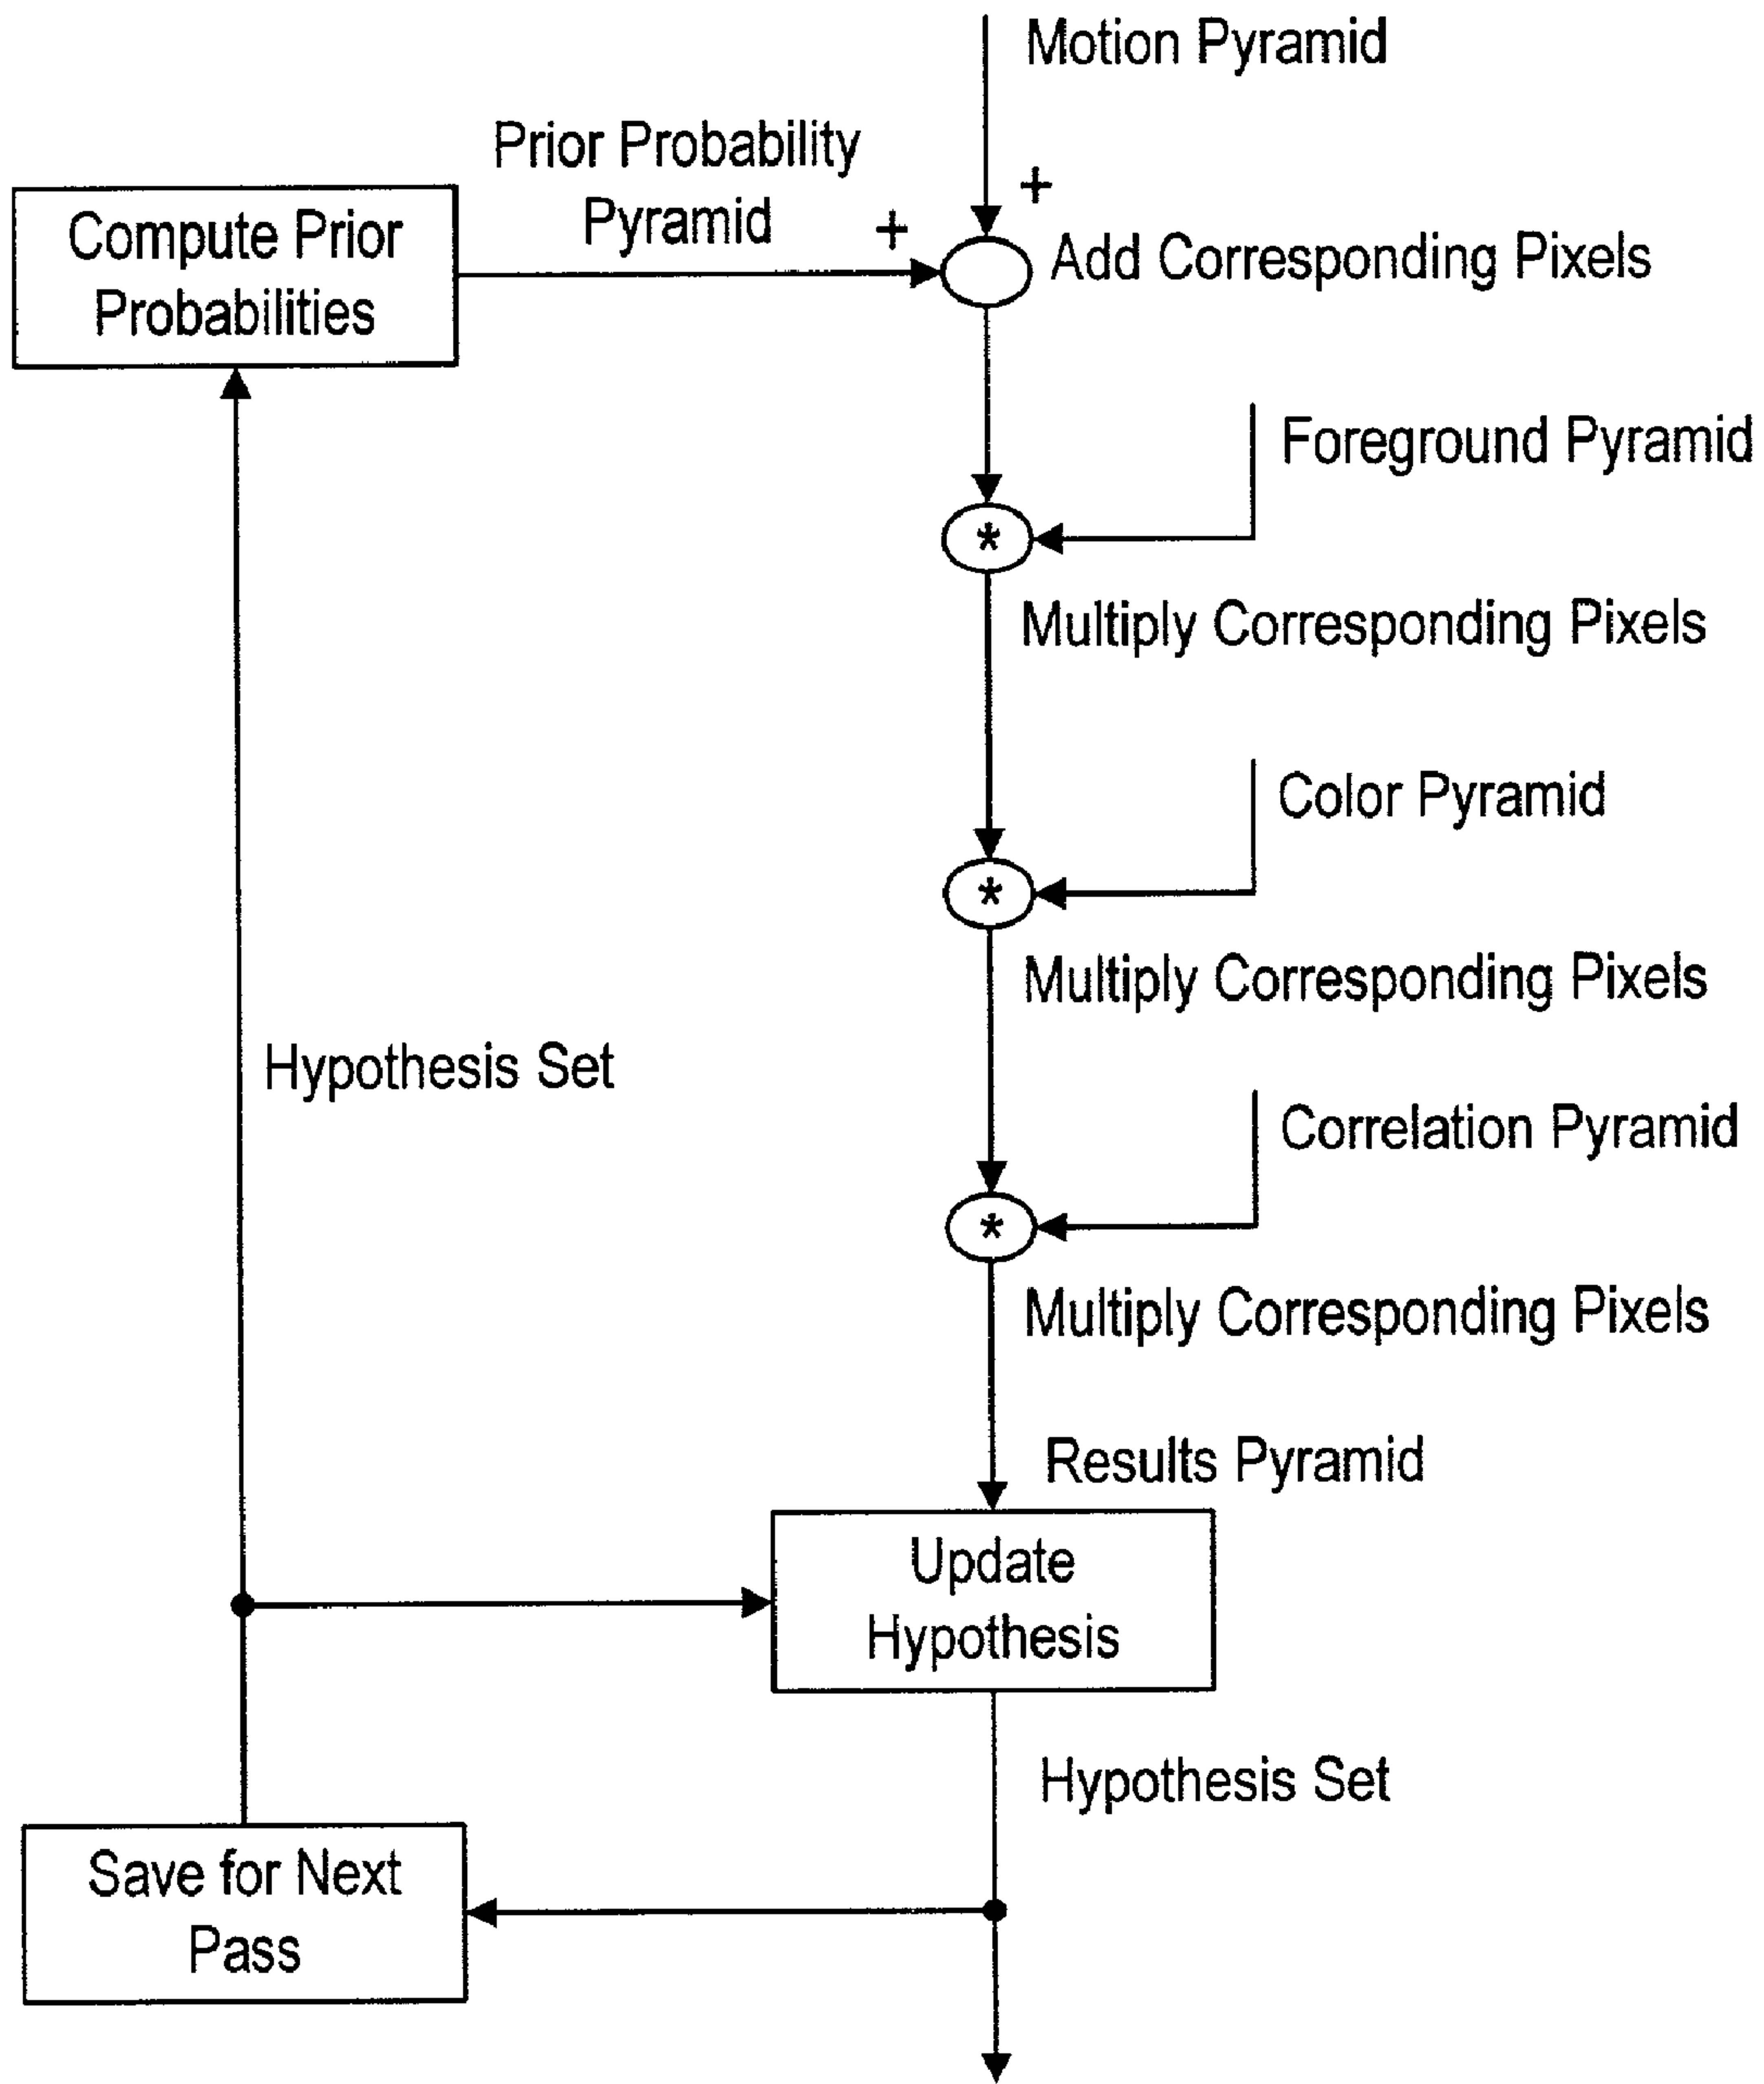 Motion Pyramid
Prior Probability
Pyramid
+
+
Compute Prior
Probabilities
Add Corresponding Pixels
Foreground Pyramid
*
Multiply Corresponding Pixels
Color Pyramid
*
Multiply Corresponding Pixels
Hypothesis Set
Correlation Pyramid
*
Multiply Corresponding Pixels
Results Pyramid
Update
Hypothesis
Hypothesis Set
Save for Next
Pass